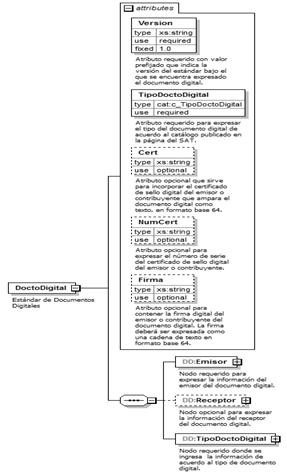 attributes
Version
type xs:string
use required
fixed 1.0
Atributo requerido con valor
prefijado que indica la
versión del estándar bajo el
que se encuentra expresado
el documento digital.
TipoDoctoDigital
type cat:c_TipoDoctoDigital
use required
Atributo requerido para expresar
el tipo del documento digital de
acuerdo al catálogo publicado en
la página del SAT.
Cert
type xs:string
use optional
Atributo opcional que sirve
para incorporar el certificado
de sello digital del emisor o
contribuyente que ampara el
documento digital como
texto, en formato base 64.
NumCert
type xs:string
use optional
Atributo opcional para
expresar el número de serie
del certificado de sello digital
del emisor o contribuyente.
Firma
type xs:string
use optional
Atributo opcional para
contener la firma digital del
emisor o contribuyente del
documento digital. La firma
deberá ser expresada como
una cadena de texto en
formato base 64.
DoctoDigital
Estándar de Documentos
Digitales
DD:Emisor
Nodo requerido para
expresar la información del
emisor del documento digital.
DD:Receptor
Nodo opcional para expresar
la información del receptor
del documento digital.
DD:TipoDoctoDigital
Nodo requerido donde se
ingresa la información de
acuerdo al tipo de documento
digital.